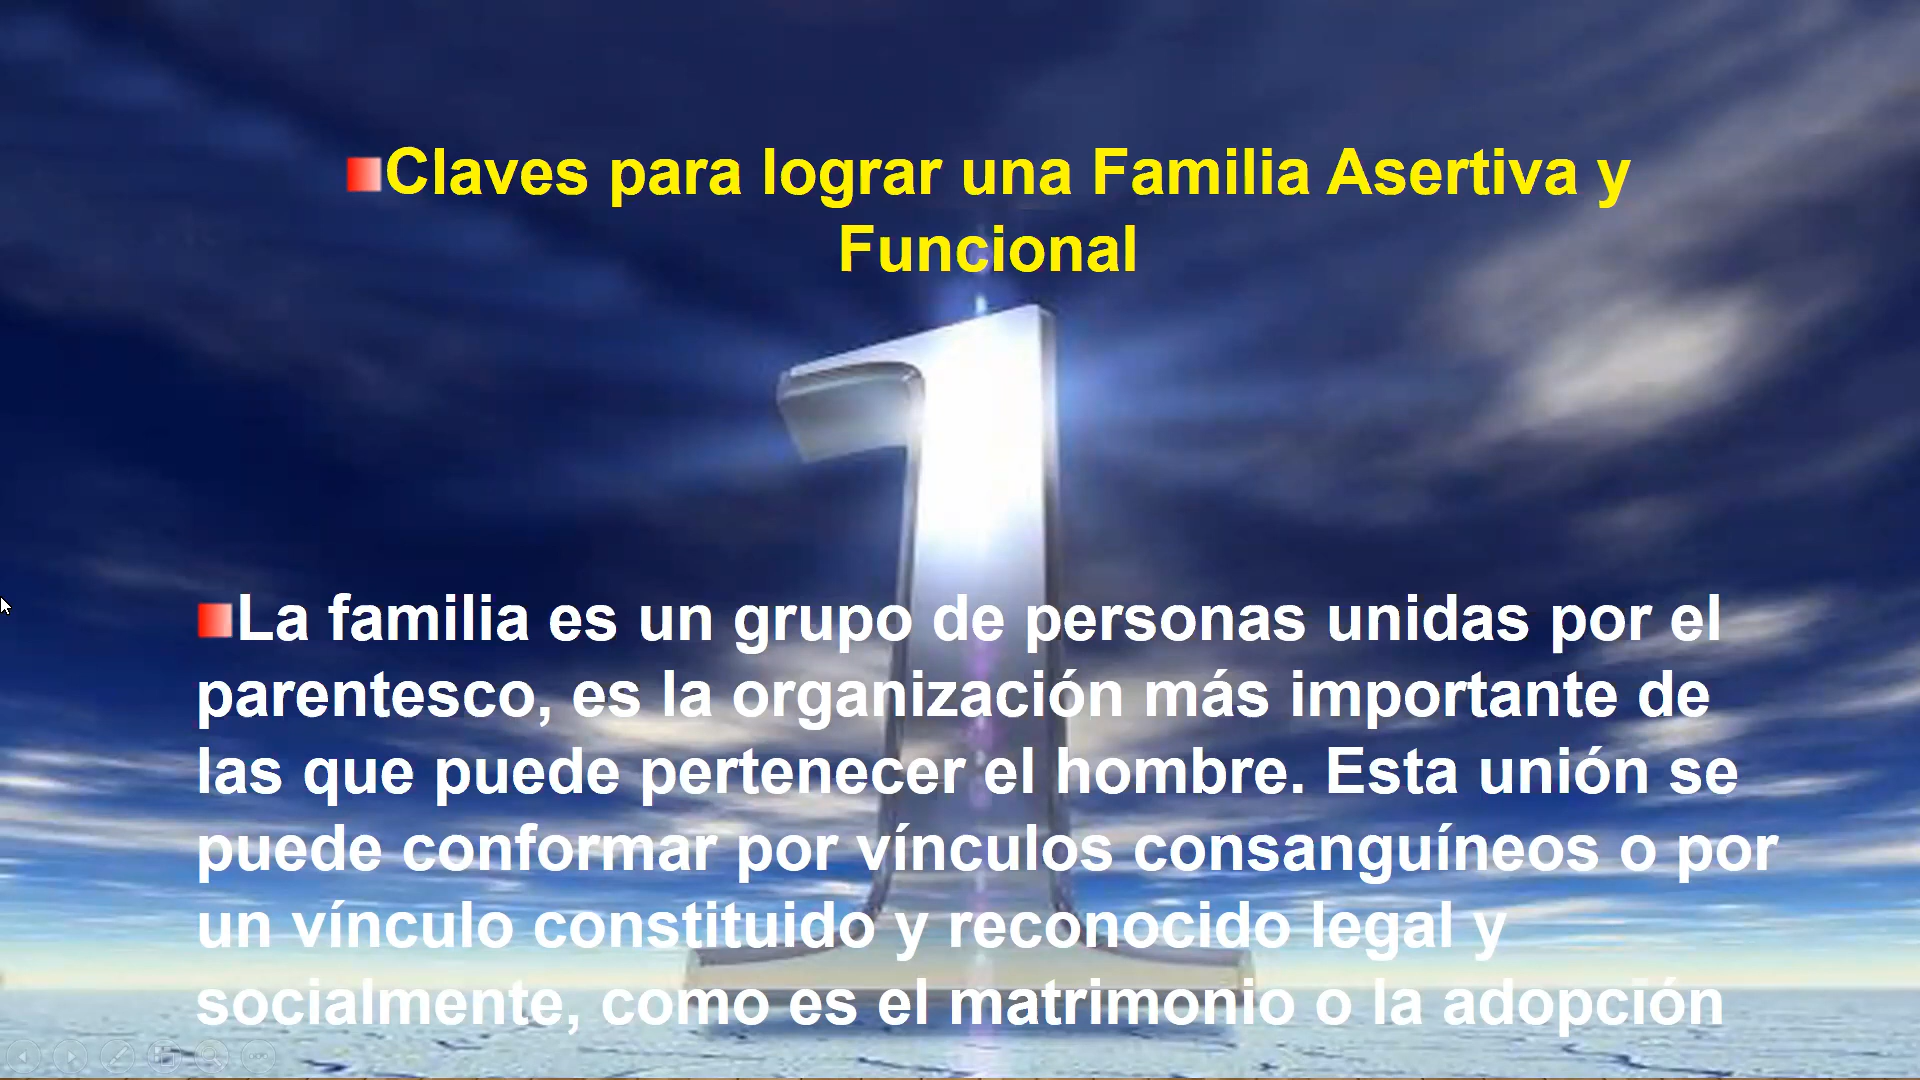 Claves para lograr una Familia Asertiva y
Funcional
1
La familia es un grupo de personas unidas por el
parentesco, es la organización más importante de
las que puede pertenecer el hombre. Esta unión se
puede conformar por vínculos consanguíneos o por
un vínculo constituido y reconocido legal y
socialmente, como es el matrimonio o la adopción